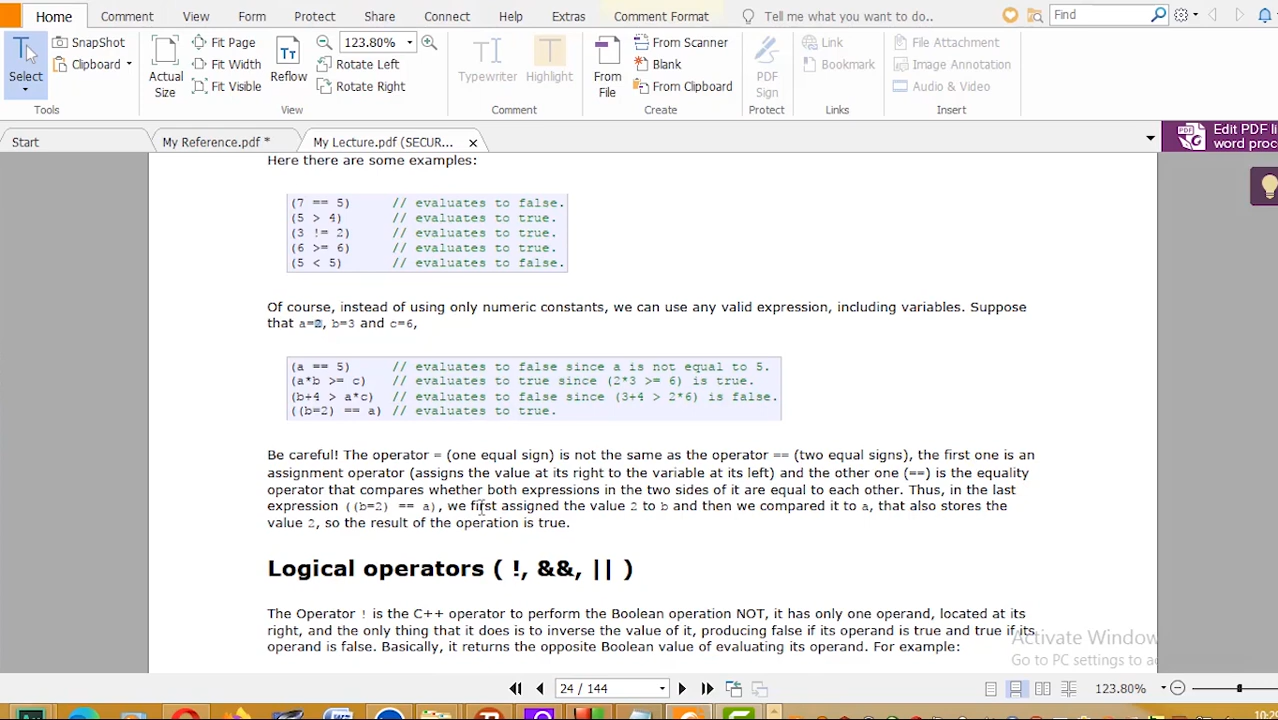 Home Comment View Form Protect Share Connect Help Extras Comment Format Tell me what you want to do.. Find
Select
Tools
SnapShot
Clipboard
Actual Size
Fit Page
Fit Width
Fit Visible
Reflow
123.80%
Rotate Left
Rotate Right
View
Typewriter
Highlight
Comment
From File
From Scanner
Blank
From Clipboard
Create
PDF Sign
Protect
Link
Bookmark
Links
File Attachment
Image Annotation
Audio & Video
Insert
Start My Reference.pdf * My Lecture.pdf (SECUR...
Edit PDF li
word proc
Here there are some examples:
(7 == 5) // evaluates to false.
(5 > 4) // evaluates to true.
(3 != 2) // evaluates to true.
(6 >= 6) // evaluates to true.
(5 < 5) // evaluates to false.
Of course, instead of using only numeric constants, we can use any valid expression, including variables. Suppose
that a=2, b=3 and c=6,
(a == 5) // evaluates to false since a is not equal to 5.
(a*b >= c) // evaluates to true since (2*3 >= 6) is true.
(b+4 > a*c) // evaluates to false since (3+4 > 2*6) is false.
((b=2) == a) // evaluates to true.
Be careful! The operator = (one equal sign) is not the same as the operator == (two equal signs), the first one is an
assignment operator (assigns the value at its right to the variable at its left) and the other one (==) is the equality
operator that compares whether both expressions in the two sides of it are equal to each other. Thus, in the last
expression ((b=2) == a), we first assigned the value 2 to b and then we compared it to a, that also stores the
value 2, so the result of the operation is true.
Logical operators ( !, &&, || )
The Operator ! is the C++ operator to perform the Boolean operation NOT, it has only one operand, located at its
right, and the only thing that it does is to inverse the value of it, producing false if its operand is true and true if its
operand is false. Basically, it returns the opposite Boolean value of evaluating its operand. For example:
Activate Window
Go to PC settings to a
24 / 144
123.80%